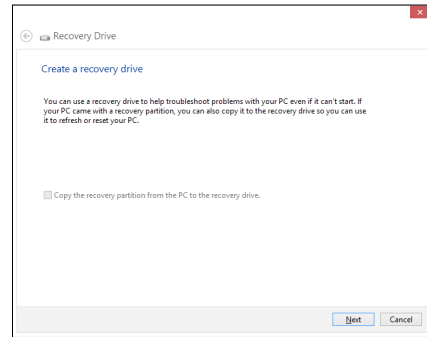 Recovery Drive
Create a recovery drive
You can use a recovery drive to help troubleshoot problems with your PC even if it can't start. If
your PC came with a recovery partition, you can also copy it to the recovery drive so you can use
it to refresh or reset your PC.
Copy the recovery partition from the PC to the recovery drive.
Next Cancel